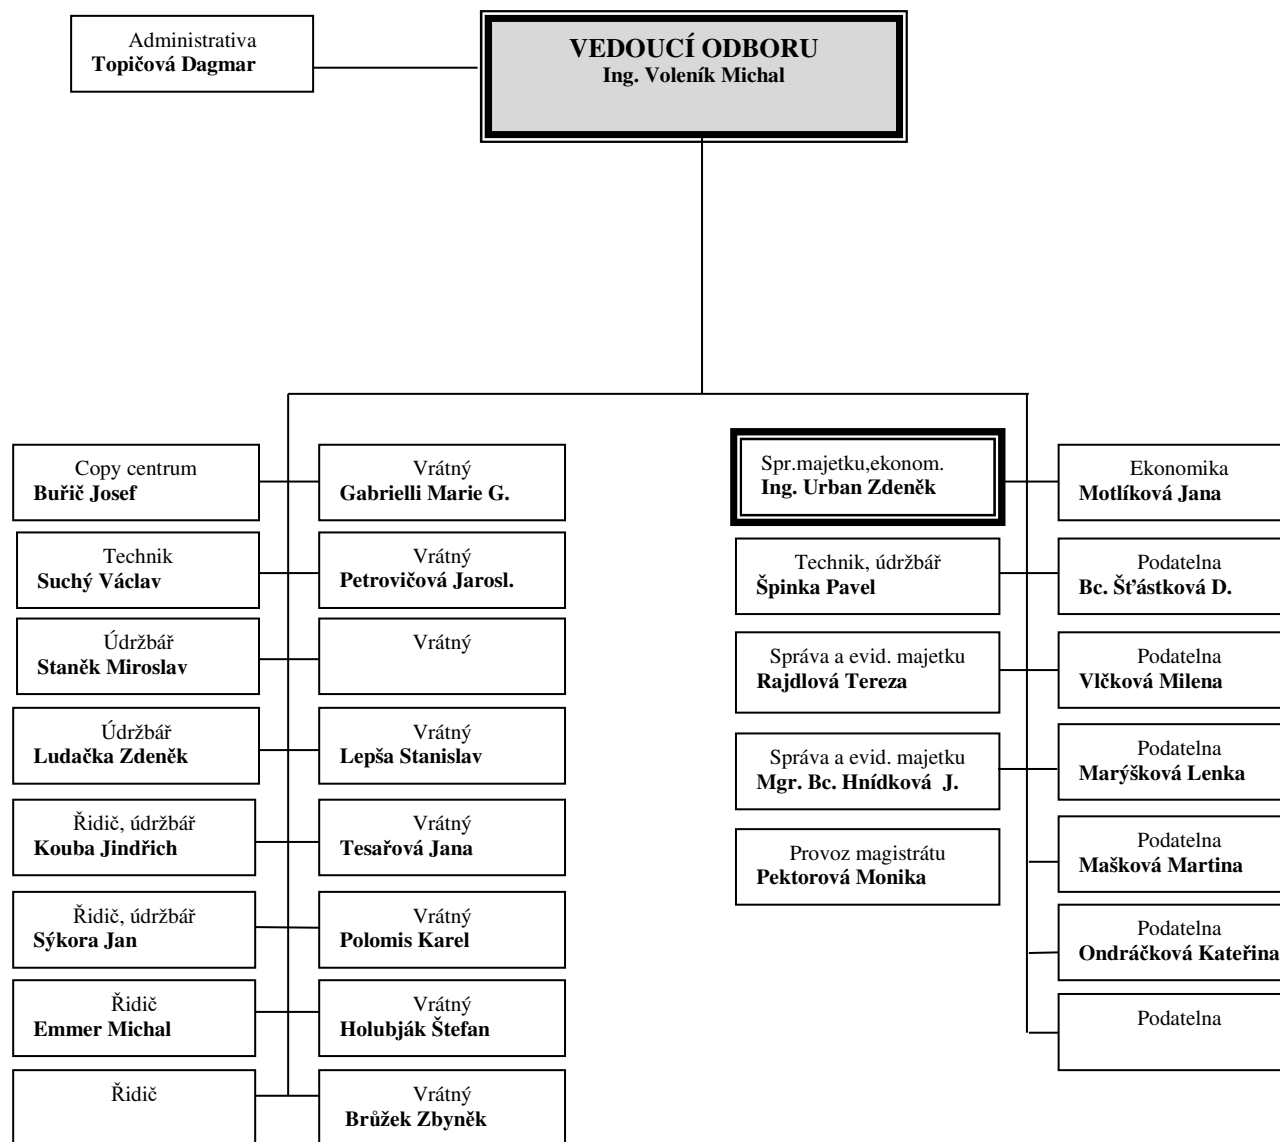 Administrativa
Topičová Dagmar
VEDOUCÍ ODBORU
Ing. Voleník Michal
Copy centrum
Buřič Josef
Vrátný
Gabrielli Marie G.
Spr.majetku,ekonom.
Ing. Urban Zdeněk
Ekonomika
Motlíková Jana
Technik
Suchý Václav
Vrátný
Petrovičová Jarosl.
Technik, údržbář
Špinka Pavel
Podatelna
Bc. Šťástková D.
Údržbář
Staněk Miroslav
Vrátný
Správa a evid. majetku
Rajdlová Tereza
Podatelna
Vlčková Milena
Údržbář
Ludačka Zdeněk
Vrátný
Lepša Stanislav
Správa a evid. majetku
Mgr. Bc. Hnídková  J.
Podatelna
Marýšková Lenka
Řidič, údržbář
Kouba Jindřich
Vrátný
Tesařová Jana
Provoz magistrátu
Pektorová Monika
Podatelna
Mašková Martina
Řidič, údržbář
Sýkora Jan
Vrátný
Polomis Karel
Podatelna
Ondráčková Kateřina
Řidič
Emmer Michal
Vrátný
Holubják Štefan
Podatelna
Řidič
Vrátný
Brůžek Zbyněk